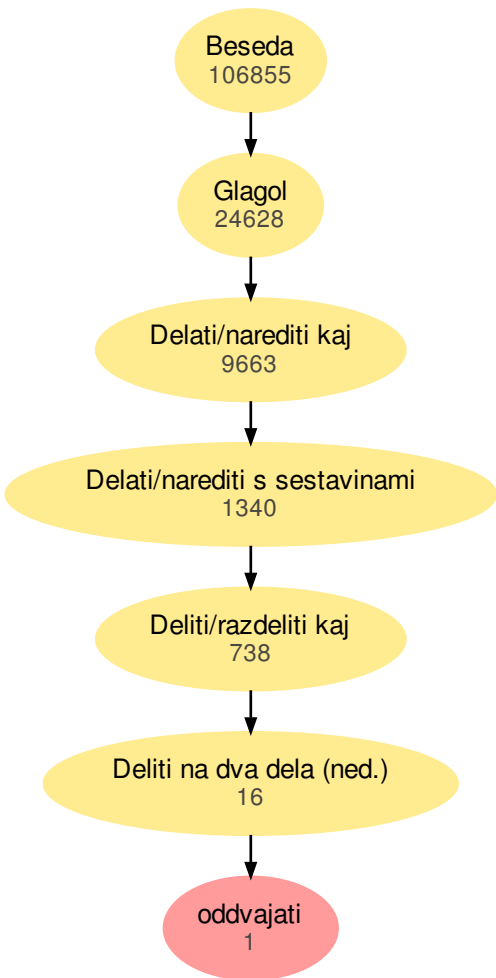 Beseda
106855
Glagol
24628
Delati/narediti kaj
9663
Delati/narediti s sestavinami
1340
Deliti/razdeliti kaj
738
Deliti na dva dela (ned.)
16
oddvajati
1